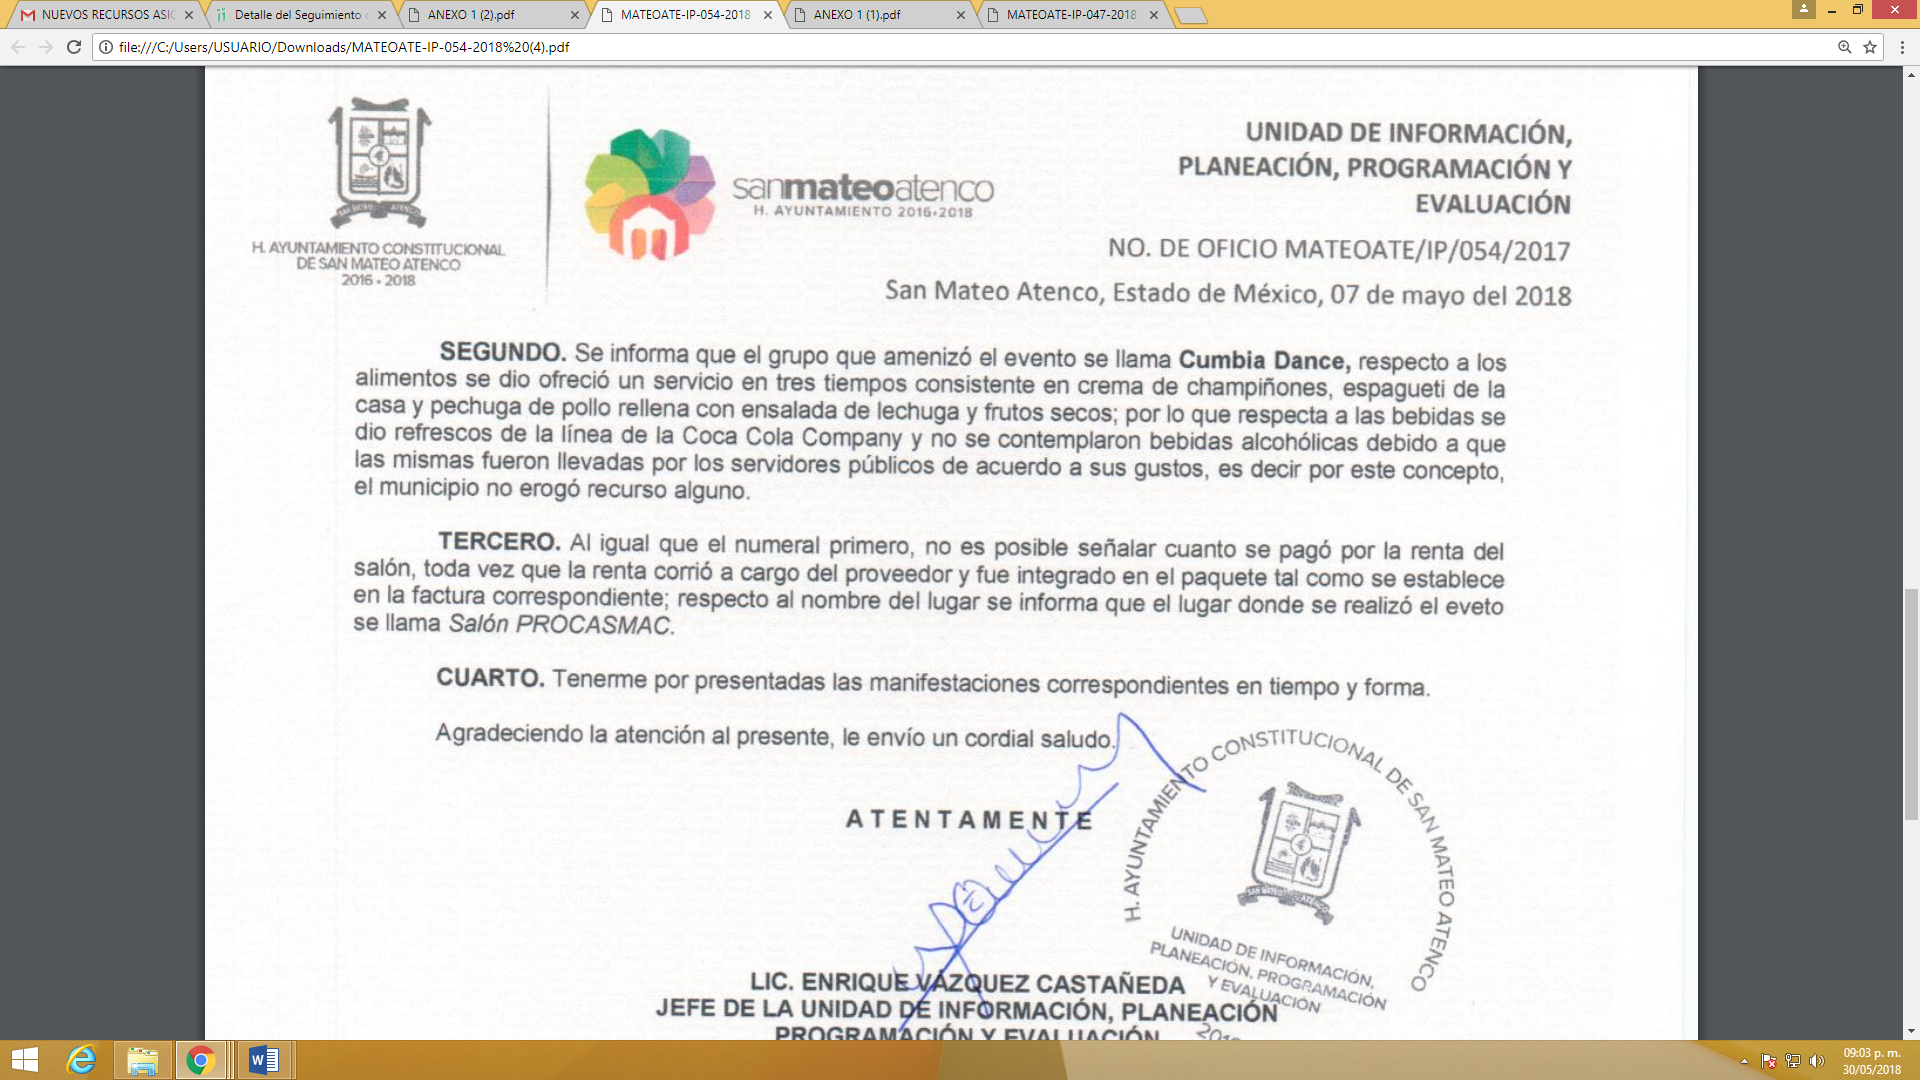 NUEVOS RECURSOS ASIG
Detalle del Seguimiento d
ANEXO 1 (2).pdf
MATEOATE-IP-054-2018
ANEXO 1 (1).pdf
MATEOATE-IP-047-2018
file:///C:/Users/USUARIO/Downloads/MATEOATE-IP-054-2018%20(4).pdf
SAN MATEO ATENCO
H. AYUNTAMIENTO CONSTITUCIONAL
DE SAN MATEO ATENCO
2016 • 2018
sanmateoatenco
H. AYUNTAMIENTO 2016•2018
UNIDAD DE INFORMACIÓN,
PLANEACIÓN, PROGRAMACIÓN Y
EVALUACIÓN
NO. DE OFICIO MATEOATE/IP/054/2017
San Mateo Atenco, Estado de México, 07 de mayo del 2018
SEGUNDO. Se informa que el grupo que amenizó el evento se llama Cumbia Dance, respecto a los
alimentos se dio ofreció un servicio en tres tiempos consistente en crema de champiñones, espagueti de la
casa y pechuga de pollo rellena con ensalada de lechuga y frutos secos; por lo que respecta a las bebidas se
dio refrescos de la línea de la Coca Cola Company y no se contemplaron bebidas alcohólicas debido a que
las mismas fueron llevadas por los servidores públicos de acuerdo a sus gustos, es decir por este concepto,
el municipio no erogó recurso alguno.
TERCERO. Al igual que el numeral primero, no es posible señalar cuanto se pagó por la renta del
salón, toda vez que la renta corrió a cargo del proveedor y fue integrado en el paquete tal como se establece
en la factura correspondiente; respecto al nombre del lugar se informa que el lugar donde se realizó el eveto
se llama Salón PROCASMAC.
CUARTO. Tenerme por presentadas las manifestaciones correspondientes en tiempo y forma.
Agradeciendo la atención al presente, le envío un cordial saludo.
A T E N T A M E N T E
H. AYUNTAMIENTO CONSTITUCIONAL DE SAN MATEO ATENCO
SAN MATEO ATENCO
UNIDAD DE INFORMACIÓN,
PLANEACIÓN, PROGRAMACIÓN
Y EVALUACIÓN
LIC. ENRIQUE VÁZQUEZ CASTAÑEDA
JEFE DE LA UNIDAD DE INFORMACIÓN, PLANEACIÓN
PROGRAMACIÓN Y EVALUACIÓN
09:03 p. m.
30/05/2018